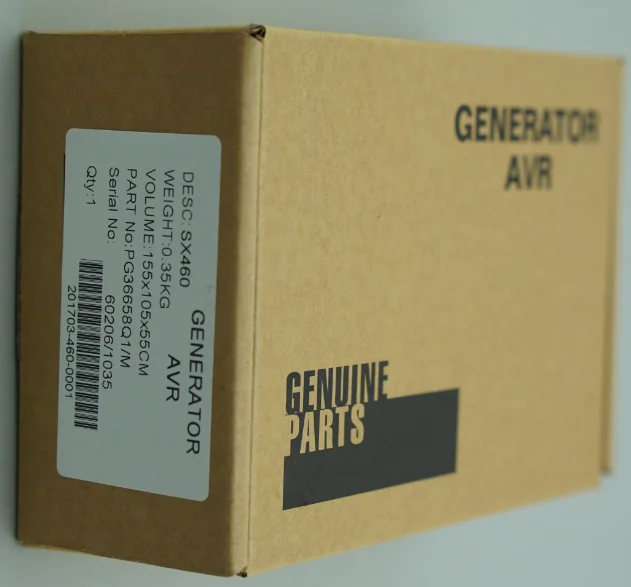 GENERATOR
AVR
DESC: SX460
WEIGHT:0.35KG
VOLUME:155x105x55CM
PART No:PG36658Q1/M
Serial No: 60206/1035
Qty:1
201703-460-0001
GENERATOR
AVR
GENUINE
PARTS